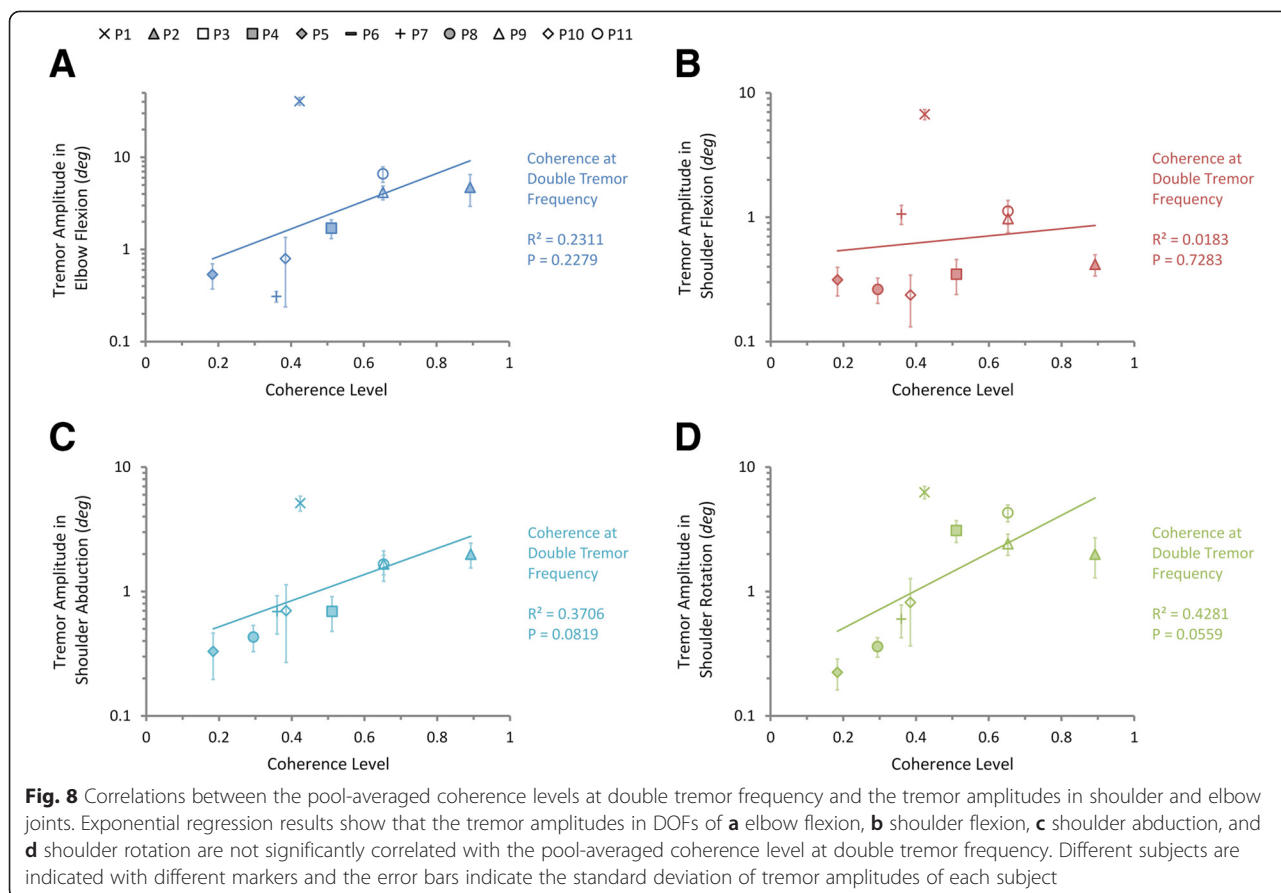 × P1 ▲ P2 □ P3 ■ P4 ◆ P5 − P6 + P7 ● P8 △ P9 ◇ P10 ○ P11
A
Tremor Amplitude in
Elbow Flexion (deg)
10
1
0.1
0 0.2 0.4 0.6 0.8 1
Coherence Level
Coherence at
Double Tremor
Frequency
R² = 0.2311
P = 0.2279
B
Tremor Amplitude in
Shoulder Flexion (deg)
10
1
0.1
0 0.2 0.4 0.6 0.8 1
Coherence Level
Coherence at
Double Tremor
Frequency
R² = 0.0183
P = 0.7283
C
Tremor Amplitude in
Shoulder Abduction (deg)
10
1
0.1
0 0.2 0.4 0.6 0.8 1
Coherence Level
Coherence at
Double Tremor
Frequency
R² = 0.3706
P = 0.0819
D
Tremor Amplitude in
Shoulder Rotation (deg)
10
1
0.1
0 0.2 0.4 0.6 0.8 1
Coherence Level
Coherence at
Double Tremor
Frequency
R² = 0.4281
P = 0.0559
Fig. 8 Correlations between the pool-averaged coherence levels at double tremor frequency and the tremor amplitudes in shoulder and elbow
joints. Exponential regression results show that the tremor amplitudes in DOFs of a elbow flexion, b shoulder flexion, c shoulder abduction, and
d shoulder rotation are not significantly correlated with the pool-averaged coherence level at double tremor frequency. Different subjects are
indicated with different markers and the error bars indicate the standard deviation of tremor amplitudes of each subject